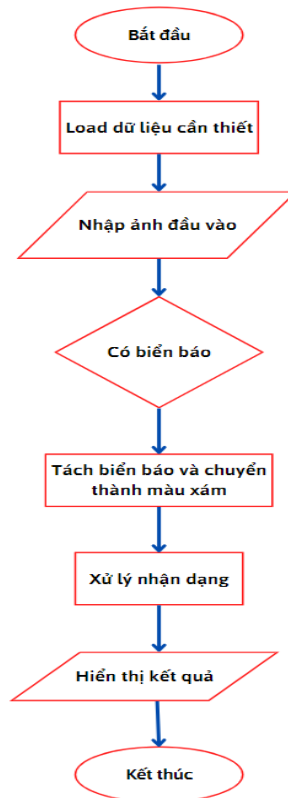 Bắt đầu
Load dữ liệu cần thiết
Nhập ảnh đầu vào
Có biển báo
Tách biển báo và chuyển
thành màu xám
Xử lý nhận dạng
Hiển thị kết quả
Kết thúc